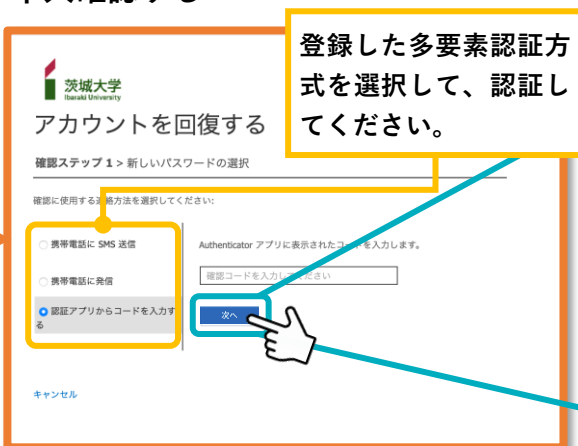 登録した多要素認証方
式を選択して、認証し
てください。
茨城大学
Ibaraki University
アカウントを回復する
確認ステップ 1 > 新しいパスワードの選択
確認に使用する連絡方法を選択してください:
携帯電話に SMS 送信
携帯電話に発信
認証アプリからコードを入力す
る
Authenticator アプリに表示されたコードを入力します。
確認コードを入力してください
次へ
キャンセル